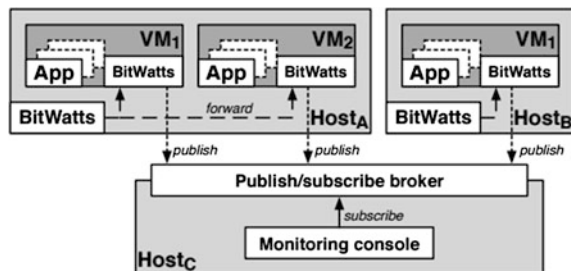 VM1 VM2 VM1
App BitWatts App BitWatts App BitWatts
BitWatts forward HostA BitWatts HostB
publish publish publish
Publish/subscribe broker
subscribe
Monitoring console
HostC